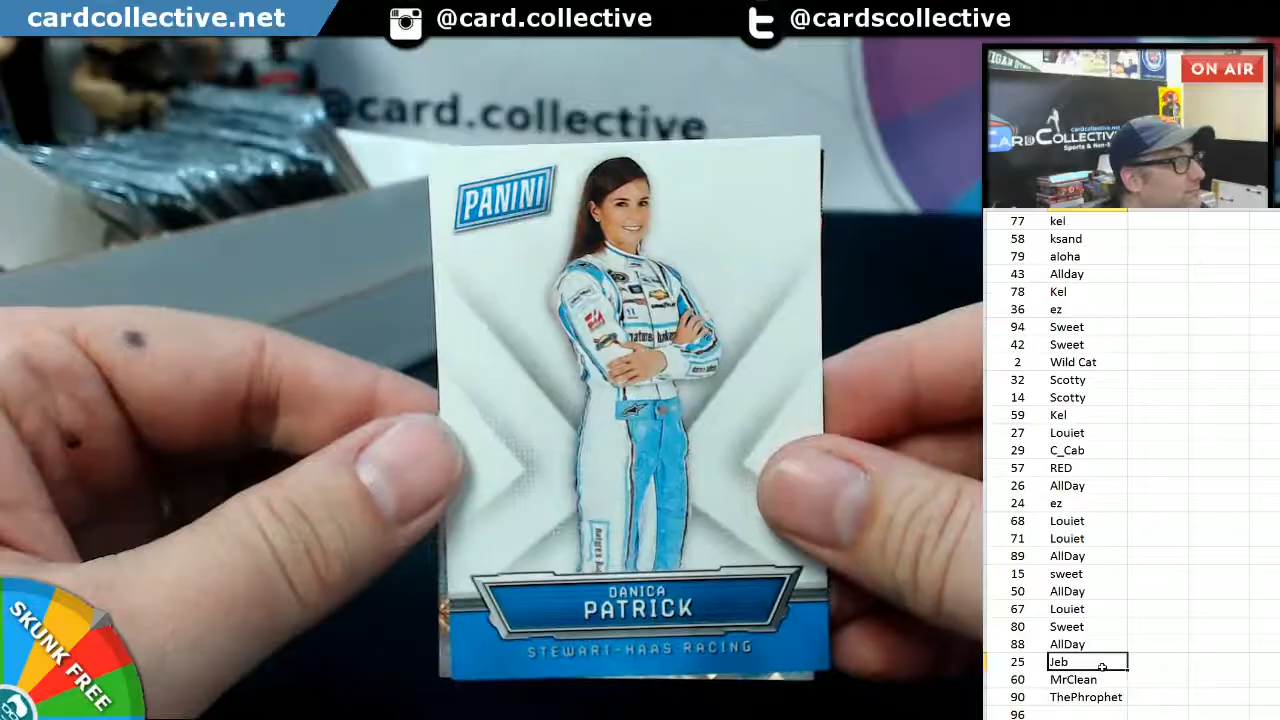 cardcollective.net
@card.collective
@cardscollective
@card.collective
PANINI
DANICA
PATRICK
STEWART-HAAS RACING
SKUNK FREE
ON AIR
77 kel
58 ksand
79 aloha
43 Allday
78 Kel
36 ez
94 Sweet
42 Sweet
2 Wild Cat
32 Scotty
14 Scotty
59 Kel
27 Louiet
29 C_Cab
57 RED
26 AllDay
24 ez
68 Louiet
71 Louiet
89 AllDay
15 sweet
50 AllDay
67 Louiet
80 Sweet
88 AllDay
25 Jeb
60 MrClean
90 ThePhrophet
96